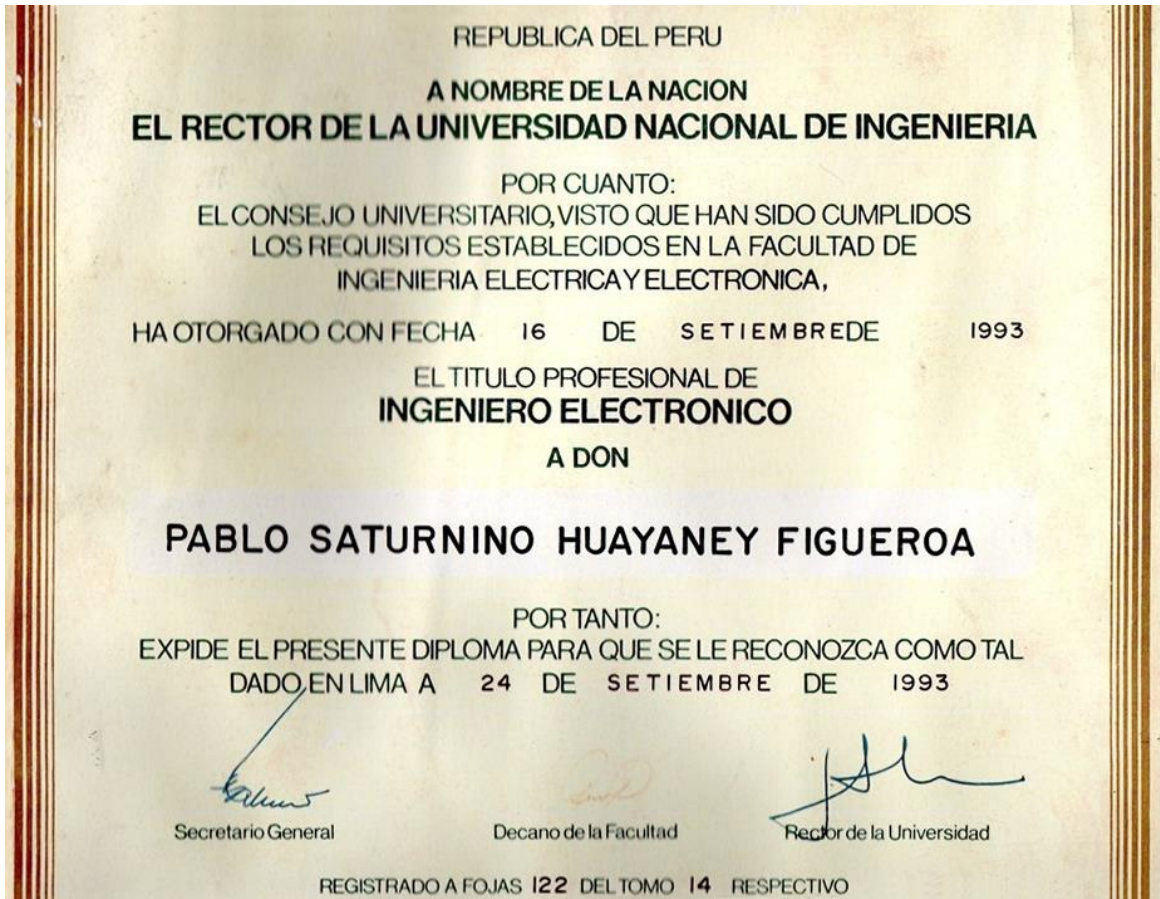 REPUBLICA DEL PERU
A NOMBRE DE LA NACION
EL RECTOR DE LA UNIVERSIDAD NACIONAL DE INGENIERIA
POR CUANTO:
EL CONSEJO UNIVERSITARIO, VISTO QUE HAN SIDO CUMPLIDOS
LOS REQUISITOS ESTABLECIDOS EN LA FACULTAD DE
INGENIERIA ELECTRICA Y ELECTRONICA,
HA OTORGADO CON FECHA 16 DE SETIEMBRE DE 1993
EL TITULO PROFESIONAL DE
INGENIERO ELECTRONICO
A DON
PABLO SATURNINO HUAYANEY FIGUEROA
POR TANTO:
EXPIDE EL PRESENTE DIPLOMA PARA QUE SE LE RECONOZCA COMO TAL
DADO EN LIMA A 24 DE SETIEMBRE DE 1993
Secretario General Decano de la Facultad Rector de la Universidad
REGISTRADO A FOJAS 122 DEL TOMO 14 RESPECTIVO